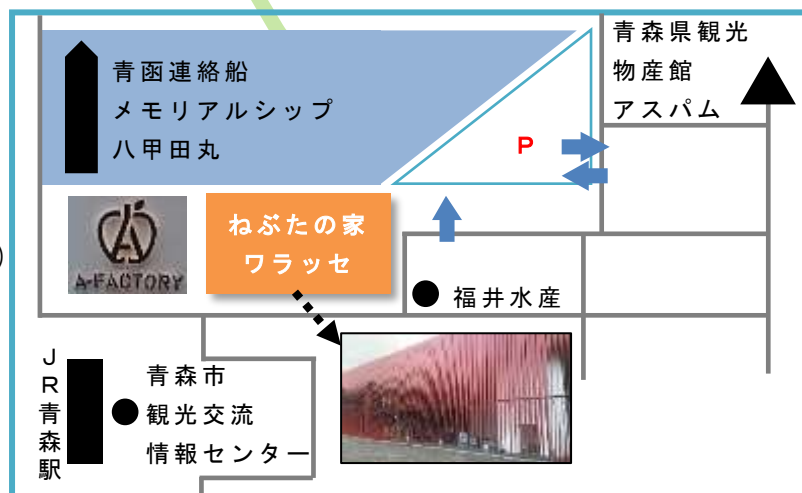 青函連絡船
メモリアルシップ
八甲田丸
青森県観光
物産館
アスパム
P
A-FACTORY
ねぶたの家
ワラッセ
福井水産
JR青森駅
青森市
観光交流
情報センター
)